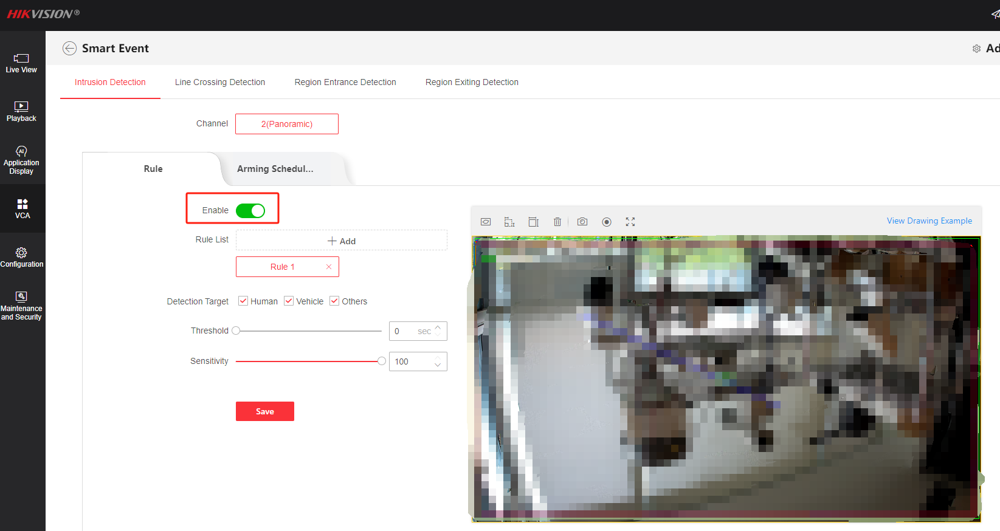 HIKVISION®
Smart Event
Ad
Live View
Playback
Application
Display
VCA
Configuration
Maintenance
and Security
Intrusion Detection
Line Crossing Detection
Region Entrance Detection
Region Exiting Detection
Channel
2(Panoramic)
Rule
Arming Schedul...
Enable
Rule List
Add
Rule 1
Detection Target
Human
Vehicle
Others
Threshold
0
sec
Sensitivity
100
Save
View Drawing Example